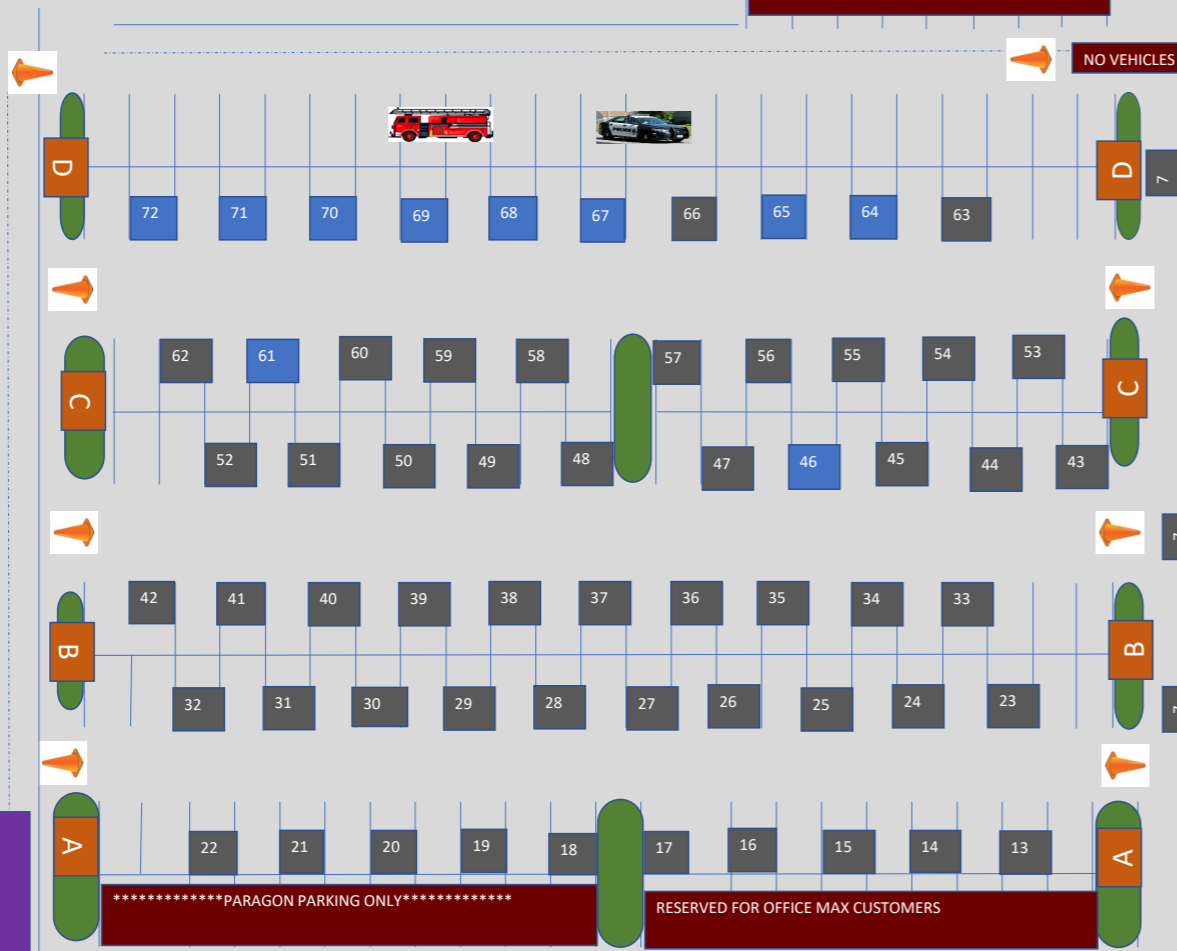 NO VEHICLES
D
D
7
72 71 70 69 68 67 66 65 64 63
62 61 60 59 58 57 56 55 54 53
C
C
52 51 50 49 48 47 46 45 44 43
42 41 40 39 38 37 36 35 34 33
B
B
32 31 30 29 28 27 26 25 24 23
A
A
22 21 20 19 18 17 16 15 14 13
*************PARAGON PARKING ONLY*************
RESERVED FOR OFFICE MAX CUSTOMERS